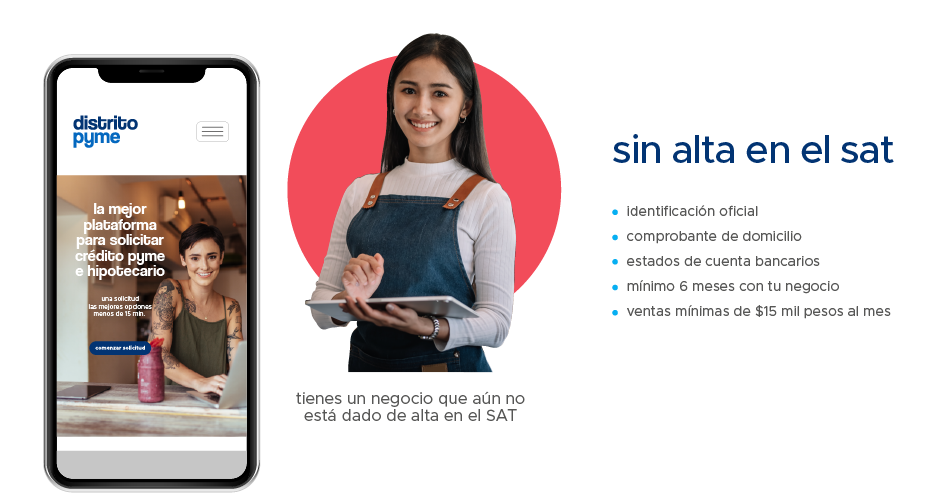 distrito
pyme
la mejor
plataforma
para solicitar
crédito pyme
e hipotecario
una solicitud
las mejores opciones
menos de 15 min.
comenzar solicitud
tienes un negocio que aún no
está dado de alta en el SAT
sin alta en el sat
identificación oficial
comprobante de domicilio
estados de cuenta bancarios
mínimo 6 meses con tu negocio
ventas mínimas de $15 mil pesos al mes